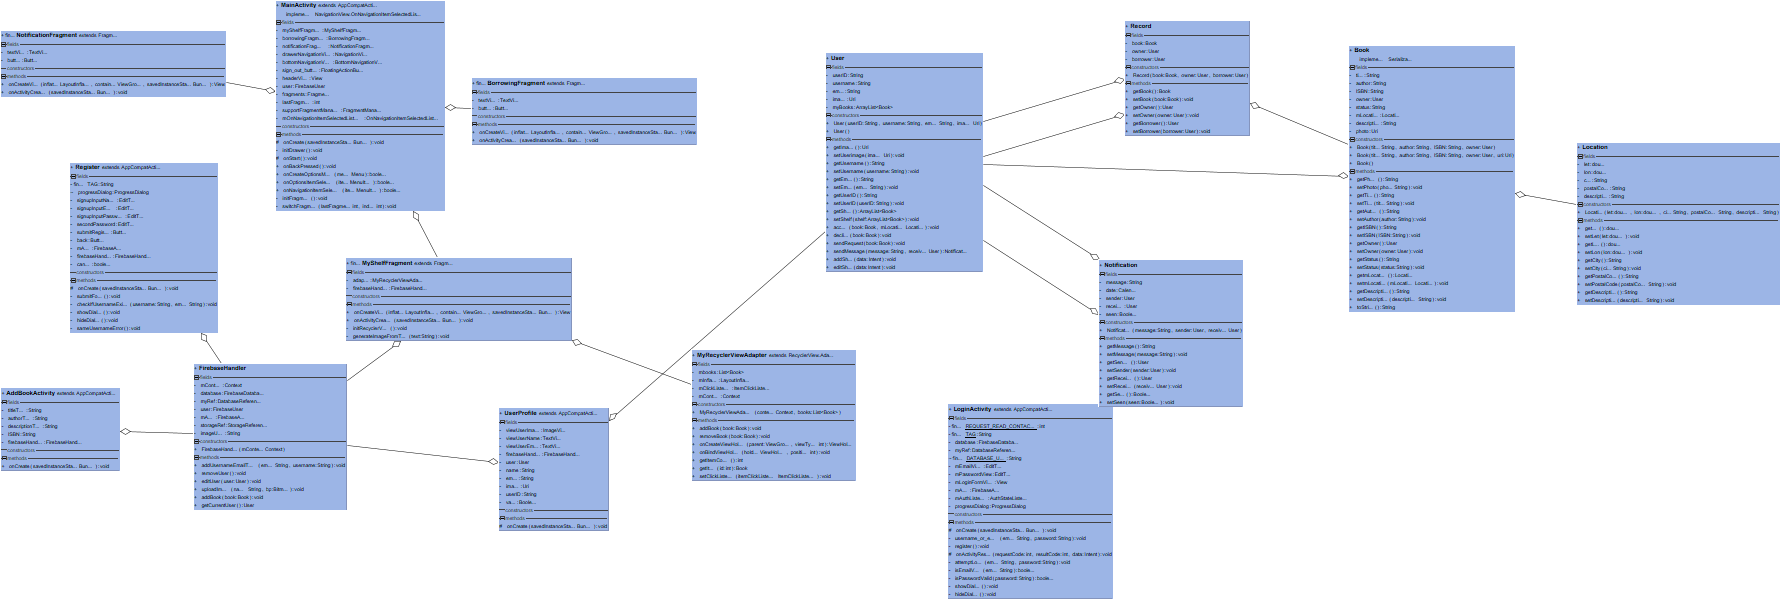 MainActivity extends AppCompatActi...
impleme... NavigationView.OnNavigationItemSelectedLis...
fields
- myShelfFragm... :MyShelfFragm...
- borrowingFragm... :BorrowingFragm...
- notificationFrag... :NotificationFragm...
- drawerNavigationVi... :NavigationVi...
- bottomNavigationVi... :BottomNavigationVi...
- sign_out_butt... :FloatingActionBu...
- headerVi... :View
- user:FirebaseUser
- fragments:Fragme...
- lastFragm... :int
- supportFragmentMana... :FragmentMana...
- mOnNavigationItemSelectedList... :OnNavigationItemSelectedList...
constructors
methods
# onCreate(savedInstanceSta... Bun... ):void
- initDrawer():void
# onStart():void
+ onBackPressed():void
+ onCreateOptionsM... (me... Menu):boole...
+ onOptionsItemSele... (ite... MenuIt...):boole...
+ onNavigationItemSele... (ite... MenuIt...):boole...
- initFragm... ():void
- switchFragm... (lastFragme... int, ind... int):void
+ fin... NotificationFragment extends Fragm...
fields
- textVi... :TextVi...
- butt... :Butt...
constructors
methods
+ onCreateVi... (inflat... LayoutInfla... , contain... ViewGro... , savedInstanceSta... Bun... ):View
+ onActivityCrea... (savedInstanceSta... Bun... ):void
+ fin... BorrowingFragment extends Fragm...
fields
- textVi... :TextVi...
- butt... :Butt...
constructors
methods
+ onCreateVi... (inflat... LayoutInfla... , contain... ViewGro... , savedInstanceSta... Bun... ):View
+ onActivityCrea... (savedInstanceSta... Bun... ):void
+ Register extends AppCompatActi...
fields
- fin... TAG:String
- progressDialog:ProgressDialog
- signupInputNa... :EditT...
- signupInputE... :EditT...
- signupInputPassw... :EditT...
- secondPassword:EditT...
- submitRegis... :Butt...
- back:Butt...
- mA... :FirebaseA...
- firebaseHand... :FirebaseHand...
- can... :boole...
constructors
methods
# onCreate(savedInstanceSta... Bun... ):void
- submitFo... ():void
- checkIfUsernameExi... (username:String, em... String):void
- showDial... ():void
- hideDial... ():void
- sameUsernameError():void
+ fin... MyShelfFragment extends Fragm...
fields
- adap... :MyRecyclerViewAda...
- firebaseHand... :FirebaseHand...
constructors
methods
+ onCreateVi... (inflat... LayoutInfla... , contain... ViewGro... , savedInstanceSta... Bun... ):View
+ onActivityCrea... (savedInstanceSta... Bun... ):void
- initRecyclerV... ():void
- generateImageFromT... (text:String):void
+ AddBookActivity extends AppCompatActi...
fields
- titleT... :String
- authorT... :String
- descriptionT... :String
- ISBN:String
- firebaseHand... :FirebaseHand...
constructors
methods
# onCreate(savedInstanceSta... Bun... ):void
+ FirebaseHandler
fields
- mCont... :Context
- database:FirebaseDataba...
- myRef:DatabaseReferen...
- user:FirebaseUser
- mA... :FirebaseA...
- storageRef:StorageReferen...
- imageU... :String
constructors
+ FirebaseHand... (mConte... Context)
methods
+ addUsernameEmailT... (em... String, username:String):void
+ removeUser():void
+ editUser(user:User):void
+ uploadIm... (na... String, bp:Bitm... ):void
+ addBook(book:Book):void
+ getCurrentUser():User
+ UserProfile extends AppCompatActi...
fields
- viewUserIma... :ImageVi...
- viewUserName:TextVi...
- viewUserEm... :TextVi...
- firebaseHand... :FirebaseHand...
- user:User
- name:String
- em... :String
- ima... :Uri
- userID:String
- va... :Boole...
constructors
methods
# onCreate(savedInstanceSta... Bun... ):void
+ MyRecyclerViewAdapter extends RecyclerView.Ada...
fields
- mbooks:List<Book>
- mInfla... :LayoutInfla...
- mClickListe... :ItemClickListe...
- mCont... :Context
constructors
+ MyRecyclerViewAda... (conte... Context, books:List<Book>)
methods
+ addBook(book:Book):void
+ removeBook(book:Book):void
+ onCreateViewHol... (parent:ViewGro... , viewTy... int):ViewHol...
+ onBindViewHol... (hold... ViewHol... , positi... int):void
+ getItemCo... ():int
+ getIt... (id:int):Book
+ setClickListe... (itemClickListe... ItemClickListe... ):void
+ User
fields
- userID:String
- username:String
- em... :String
- ima... :Uri
- myBooks:ArrayList<Book>
constructors
+ User(userID:String, username:String, em... String, ima... Uri)
+ User()
methods
+ getIma... ():Uri
+ setUserImage(ima... Uri):void
+ getUsername():String
+ setUsername(username:String):void
+ getEm... ():String
+ setEm... (em... String):void
+ getUserID():String
+ setUserID(userID:String):void
+ getSh... ():ArrayList<Book>
+ setShelf(shelf:ArrayList<Book>):void
+ acc... (book:Book, mLocati... Locati... ):void
+ decli... (book:Book):void
+ sendRequest(book:Book):void
+ sendMessage(message:String, receiv... User):Notificat...
+ addSh... (data:Intent):void
+ editSh... (data:Intent):void
+ Record
fields
- book:Book
- owner:User
- borrower:User
constructors
+ Record(book:Book, owner:User, borrower:User)
methods
+ getBook():Book
+ setBook(book:Book):void
+ getOwner():User
+ setOwner(owner:User):void
+ getBorrower():User
+ setBorrower(borrower:User):void
+ Book
impleme... Serializa...
fields
- ti... :String
- author:String
- ISBN:String
- owner:User
- status:String
- mLocati... :Locati...
- descripti... :String
- photo:Uri
constructors
+ Book(tit... String, author:String, ISBN:String, owner:User)
+ Book(tit... String, author:String, ISBN:String, owner:User, uri:Uri)
+ Book()
methods
+ getPh... ():String
+ setPhoto(pho... String):void
+ getTi... ():String
+ setTi... (titl... String):void
+ getAut... ():String
+ setAuthor(author:String):void
+ getISBN():String
+ setISBN(ISBN:String):void
+ getOwner():User
+ setOwner(owner:User):void
+ getStatus():String
+ setStatus(status:String):void
+ getmLocati... ():Locati...
+ setmLocati... (mLocati... Locati... ):void
+ getDescripti... ():String
+ setDescripti... (descripti... String):void
+ toStri... ():String
+ Location
fields
- lat:dou...
- lon:dou...
- c... :String
- postalCo... :String
- descripti... :String
constructors
+ Locati... (lat:dou... , lon:dou... , ci... String, postalCo... String, descripti... String)
methods
+ get... ():dou...
+ setLat(lat:dou... ):void
+ getL... ():dou...
+ setLon(lon:dou... ):void
+ getCity():String
+ setCity(ci... String):void
+ getPostalCo... ():String
+ setPostalCode(postalCo... String):void
+ getDescripti... ():String
+ setDescripti... (descripti... String):void
+ Notification
fields
- message:String
- date:Calen...
- sender:User
- recei... :User
- seen:Boole...
constructors
+ Notificat... (message:String, sender:User, receiv... User)
methods
+ getMessage():String
+ setMessage(message:String):void
+ getSen... ():User
+ setSender(sender:User):void
+ getRecei... ():User
+ setRecei... (receiv... User):void
+ getSe... ():Boole...
+ setSeen(seen:Boole... ):void
+ LoginActivity extends AppCompatActi...
fields
- fin... REQUEST_READ_CONTAC... :int
- fin... TAG:String
- database:FirebaseDataba...
- myRef:DatabaseReferen...
- fin... DATABASE_U... :String
- mEmailVi... :EditT...
- mPasswordView:EditT...
- mLoginFormVi... :View
- mA... :FirebaseA...
- mAuthListe... :AuthStateListe...
- progressDialog:ProgressDialog
constructors
methods
# onCreate(savedInstanceSta... Bun... ):void
- username_or_e... (em... String, password:String):void
- register():void
# onActivityRes... (requestCode:int, resultCode:int, data:Intent):void
- attemptLo... (em... String, password:String):void
- isEmailV... (em... String):boole...
- isPasswordValid(password:String):boole...
- showDial... ():void
- hideDial... ():void